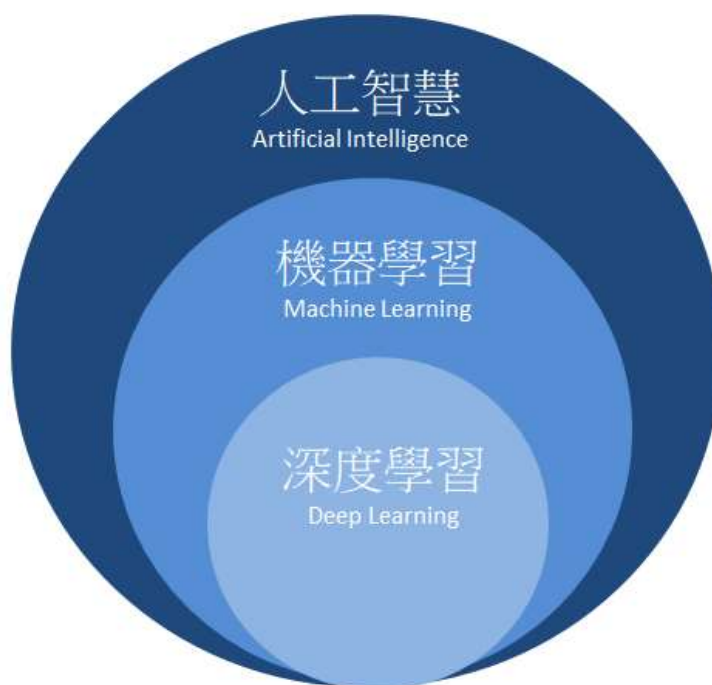 人工智慧
Artificial Intelligence
機器學習
Machine Learning
深度學習
Deep Learning